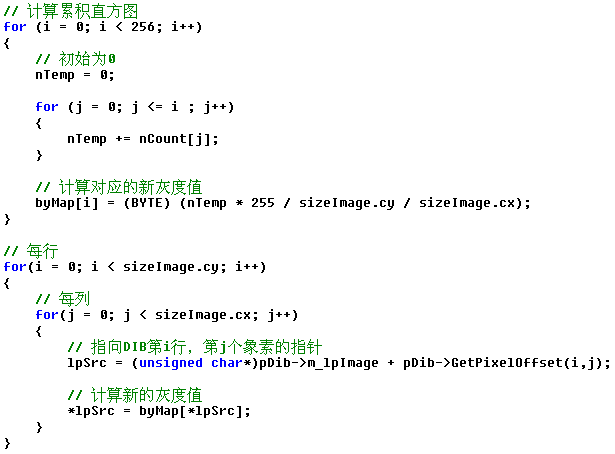 // 计算累积直方图
for (i = 0; i < 256; i++)
{
    // 初始为0
    nTemp = 0;

    for (j = 0; j <= i ; j++)
    {
        nTemp += nCount[j];
    }

    // 计算对应的新灰度值
    byMap[i] = (BYTE) (nTemp * 255 / sizeImage.cy / sizeImage.cx);
}

// 每行
for(i = 0; i < sizeImage.cy; i++)
{
    // 每列
    for(j = 0; j < sizeImage.cx; j++)
    {
        // 指向DIB第i行，第j个象素的指针
        lpSrc = (unsigned char*)pDib->m_lpImage + pDib->GetPixelOffset(i,j);

        // 计算新的灰度值
        *lpSrc = byMap[*lpSrc];
    }
}